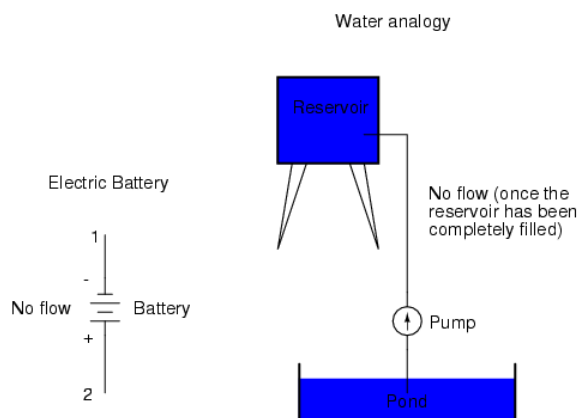 Water analogy
Reservoir
Electric Battery
No flow (once the
reservoir has been
completely filled)
1
-
No flow
Battery
+
Pump
2
Pond